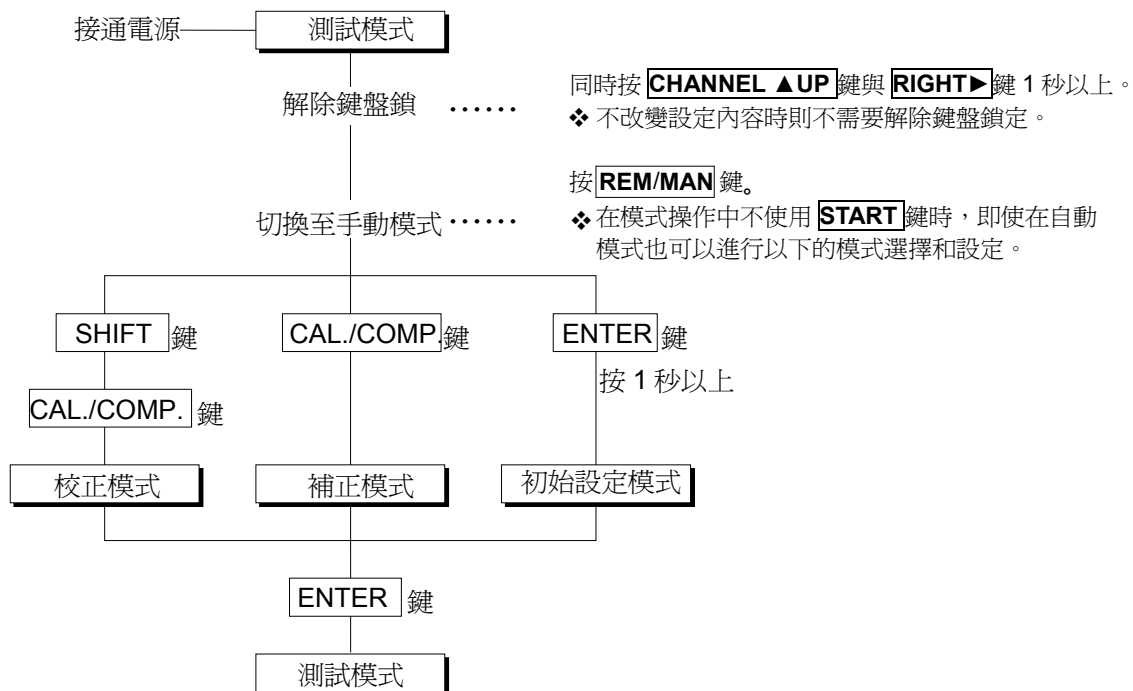 接通電源
測試模式
解除鍵盤鎖 ‥‥‥
同時按 CHANNEL ▲UP 鍵與 RIGHT► 鍵 1 秒以上。
❖ 不改變設定內容時則不需要解除鍵盤鎖定。
按 REM/MAN 鍵。
切換至手動模式 ‥‥‥
❖ 在模式操作中不使用 START 鍵時，即使在自動
模式也可以進行以下的模式選擇和設定。
SHIFT 鍵
CAL./COMP. 鍵
CAL./COMP. 鍵
ENTER 鍵
按 1 秒以上
校正模式
補正模式
初始設定模式
ENTER 鍵
測試模式